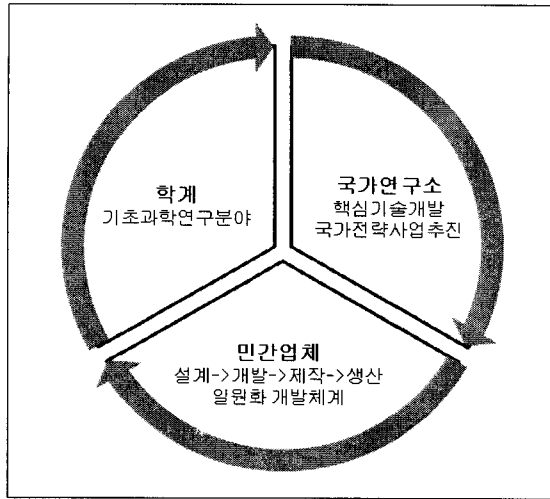 학계
기초과학연구분야
국가연구소
핵심기술개발
국가전략사업추진
민간업체
설계->개발->제작->생산
일원화 개발체계